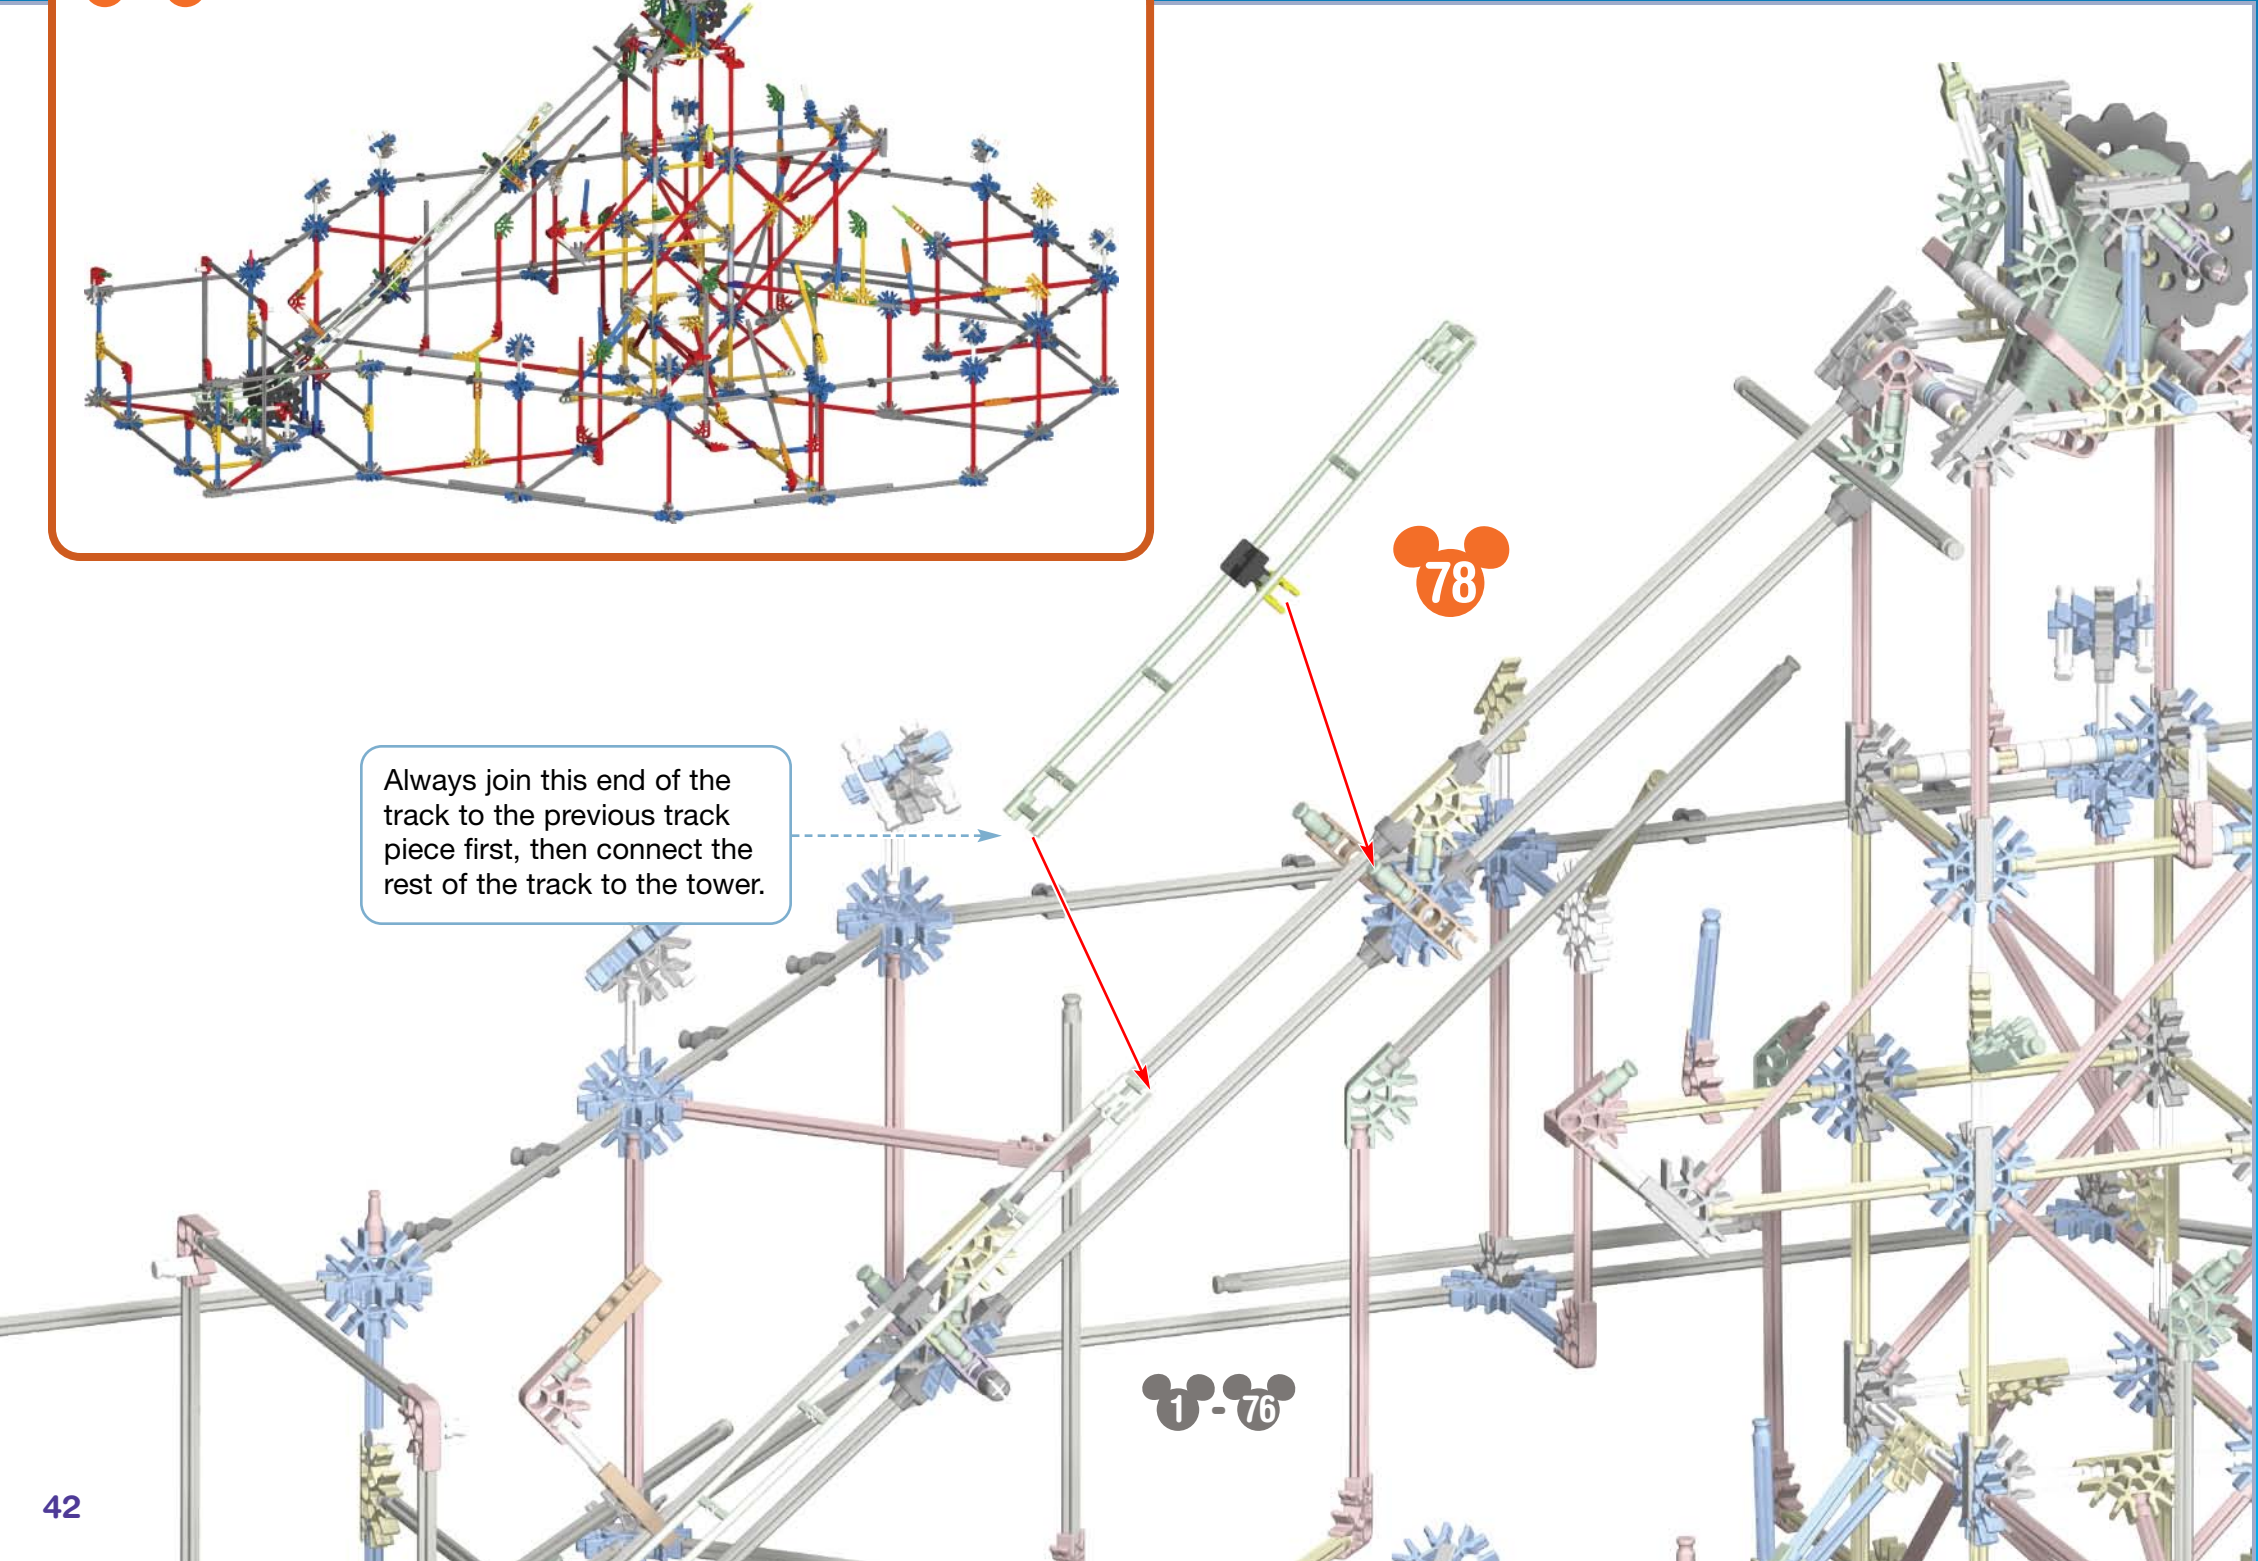 78
Always join this end of the
track to the previous track
piece first, then connect the
rest of the track to the tower.
1 - 76
42